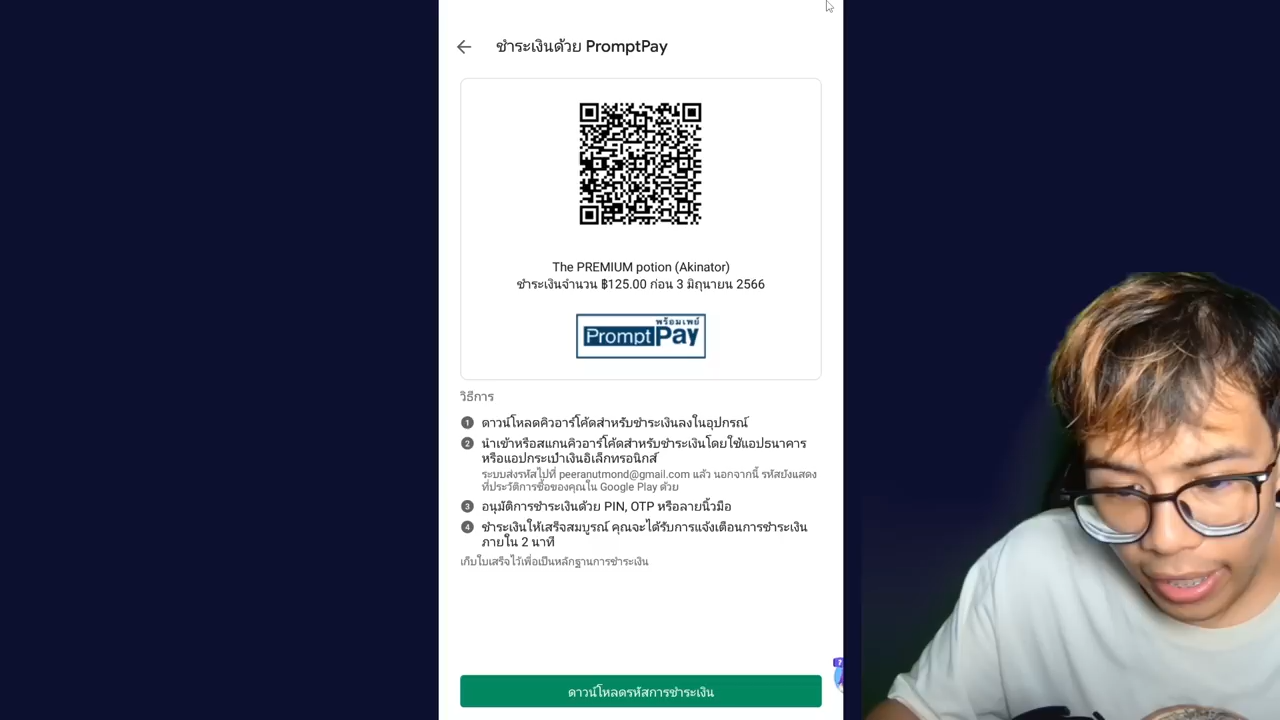 ชำระเงินด้วย PromptPay
The PREMIUM potion (Akinator)
ชำระเงินจำนวน ฿125.00 ก่อน 3 มิถุนายน 2566
พร้อมเพย์
PromptPay
วิธีการ
1 ดาวน์โหลดคิวอาร์โค้ดสำหรับชำระเงินลงในอุปกรณ์
2 นำเข้าหรือสแกนคิวอาร์โค้ดสำหรับชำระเงินโดยใช้แอปธนาคาร
หรือแอปกระเป๋าเงินอิเล็กทรอนิกส์
ระบบส่งรหัสไปที่ peeranutmond@gmail.com แล้ว นอกจากนี้ รหัสยังแสดง
ที่ประวัติการซื้อของคุณใน Google Play ด้วย
3 อนุมัติการชำระเงินด้วย PIN, OTP หรือลายนิ้วมือ
4 ชำระเงินให้เสร็จสมบูรณ์ คุณจะได้รับการแจ้งเตือนการชำระเงิน
ภายใน 2 นาที
เก็บใบเสร็จไว้เพื่อเป็นหลักฐานการชำระเงิน
ดาวน์โหลดรหัสการชำระเงิน